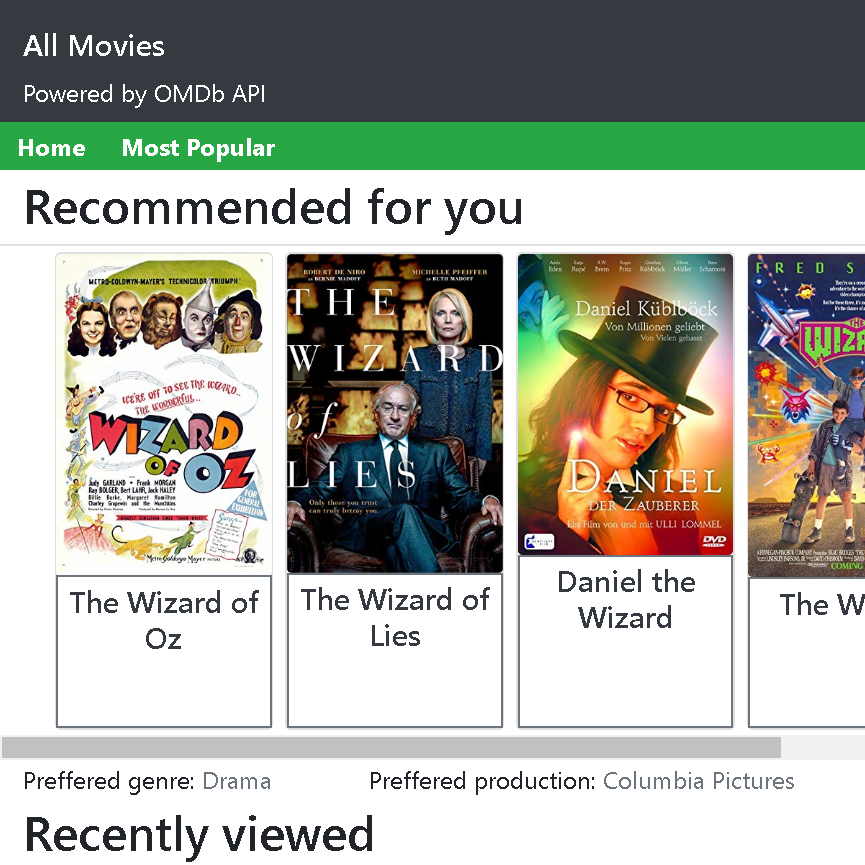 All Movies
Powered by OMDb API
Home Most Popular
Recommended for you
METRO-GOLDWYN-MAYER'S TECHNICOLOR TRIUMPH!
WE'RE OFF TO SEE THE WIZARD..
THE WONDERFUL...
WIZARD
OF OZ
Judy GARLAND • Frank MORGAN
Ray BOLGER, Bert LAHR, Jack HALEY
Billie Burke, Margaret Hamilton
Charley Grapewin and the Munchkins
FOR
GENERAL
EXHIBITION
Songs
Metro-Goldwyn-Mayer PICTURE
ROBERT DE NIRO MICHELLE PFEIFFER
AS BERNIE MADOFF AS RUTH MADOFF
THE
WIZARD
of
LIES
Only those you trust
can truly betray you.
Daniel Küblböck
Von Millionen geliebt
Von Vielen gehasst
DANIEL
DER ZAUBERER
Ein Film von und mit ULLI LOMMEL
DVD
FRED S
THE
WIZA
COMING
The Wizard of
Oz
The Wizard of
Lies
Daniel the
Wizard
The W
Preffered genre: Drama Preffered production: Columbia Pictures
Recently viewed